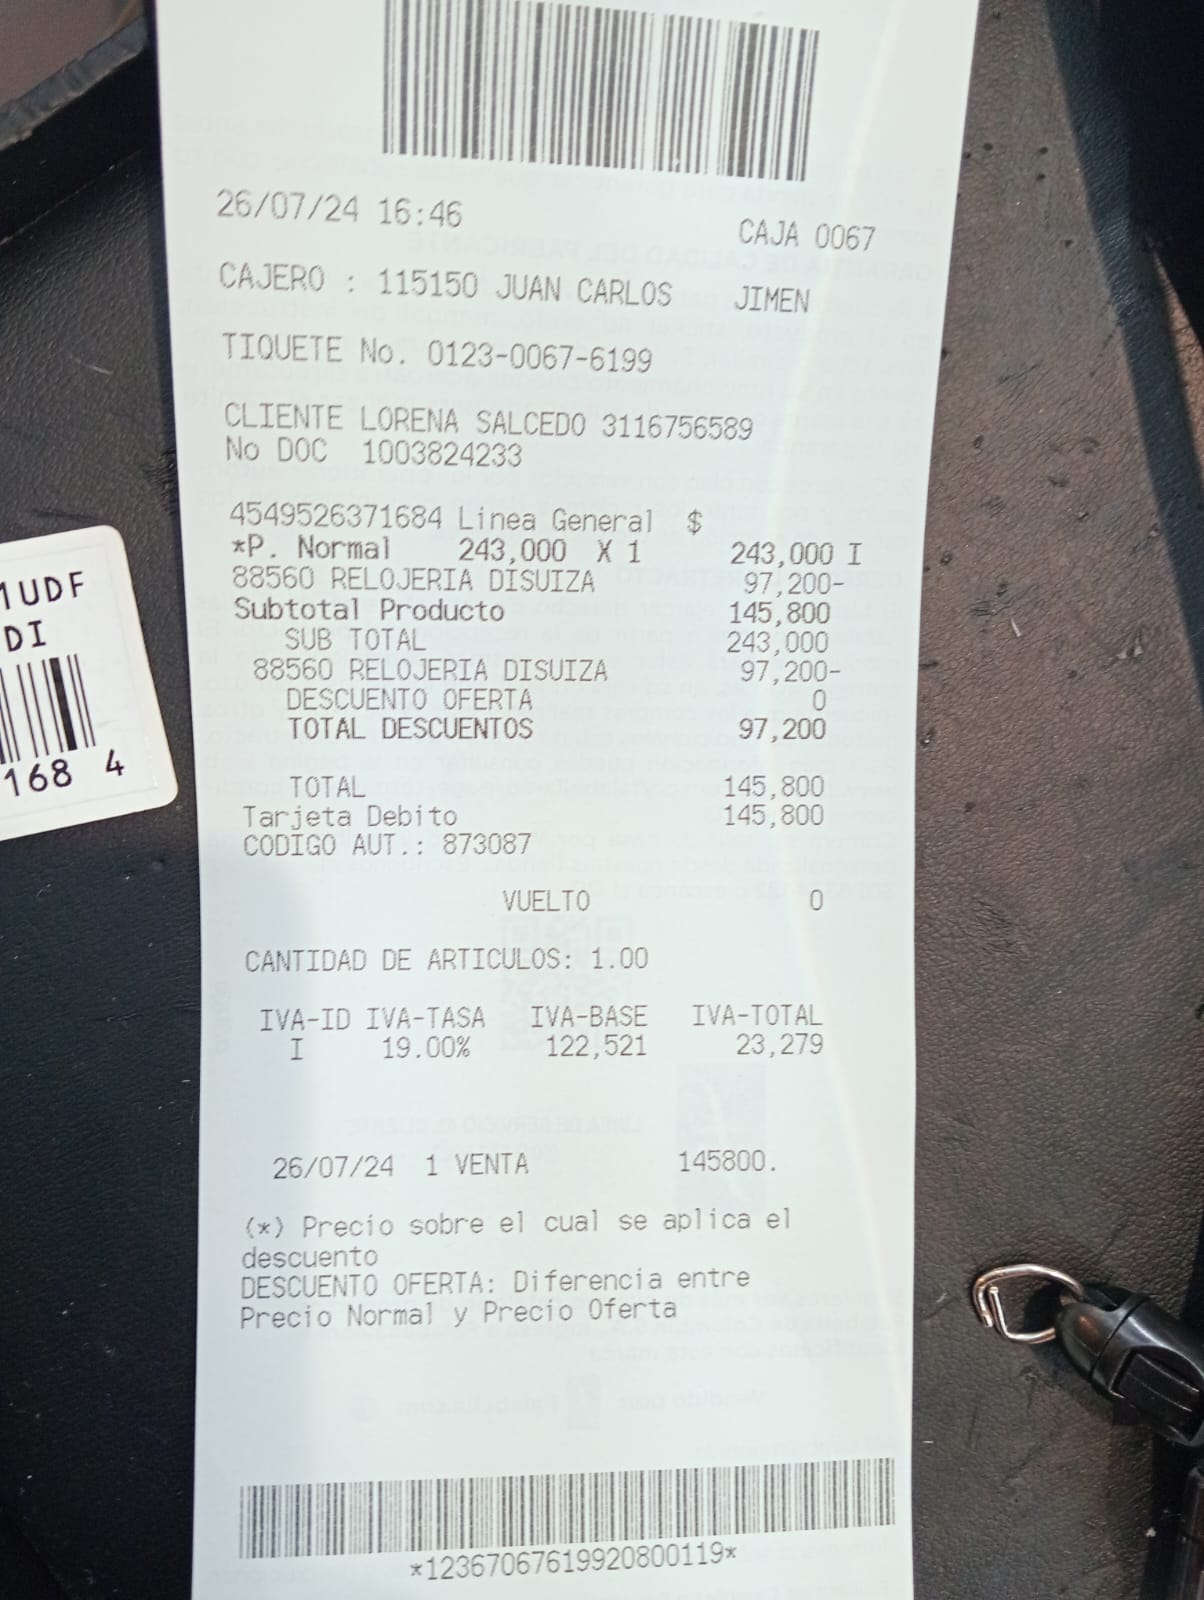 26/07/24 16:46 CAJA 0067
CAJERO : 115150 JUAN CARLOS JIMEN
TIQUETE No. 0123-0067-6199
CLIENTE LORENA SALCEDO 3116756589
No DOC 1003824233
4549526371684 Linea General $
*P. Normal 243,000 X 1 243,000 I
88560 RELOJERIA DISUIZA 97,200-
Subtotal Producto 145,800
SUB TOTAL 243,000
88560 RELOJERIA DISUIZA 97,200-
DESCUENTO OFERTA 0
TOTAL DESCUENTOS 97,200
TOTAL 145,800
Tarjeta Debito 145,800
CODIGO AUT.: 873087
VUELTO 0
CANTIDAD DE ARTICULOS: 1.00
IVA-ID IVA-TASA IVA-BASE IVA-TOTAL
I 19.00% 122,521 23,279
26/07/24 1 VENTA 145800.
(*) Precio sobre el cual se aplica el
descuento
DESCUENTO OFERTA: Diferencia entre
Precio Normal y Precio Oferta
*12367067619920800119*
1UDF
DI
168 4